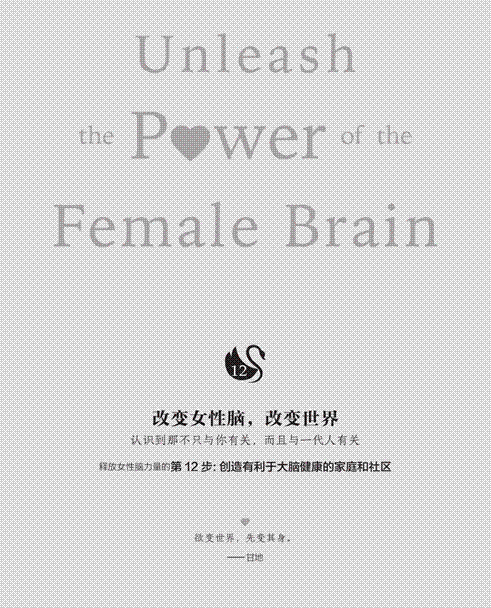 Unleash
the Power of the
Female Brain
12
改变女性脑，改变世界
认识到那不只与你有关，而且与一代人有关
释放女性脑力量的第 12 步：创造有利于大脑健康的家庭和社区
欲变世界，先变其身。
——甘地